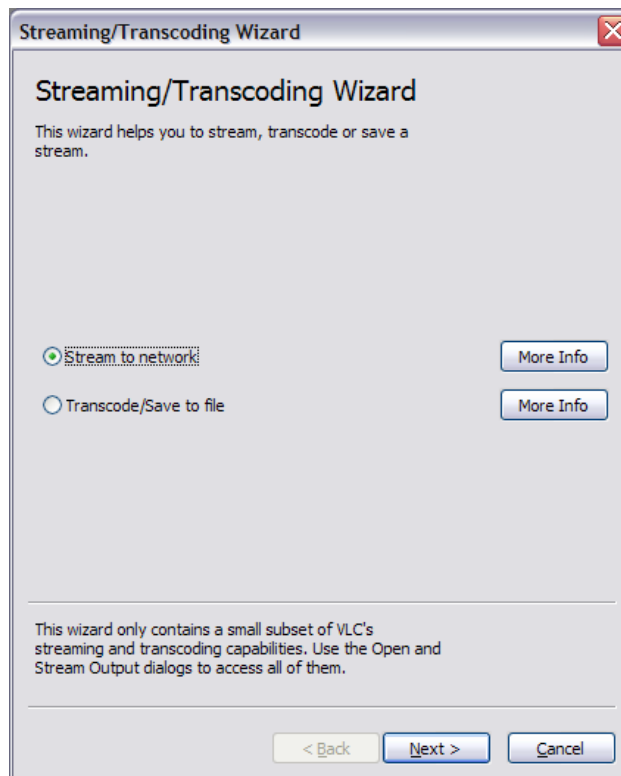 Streaming/Transcoding Wizard
Streaming/Transcoding Wizard
This wizard helps you to stream, transcode or save a
stream.
Stream to network
More Info
Transcode/Save to file
More Info
This wizard only contains a small subset of VLC's
streaming and transcoding capabilities. Use the Open and
Stream Output dialogs to access all of them.
< Back
Next >
Cancel